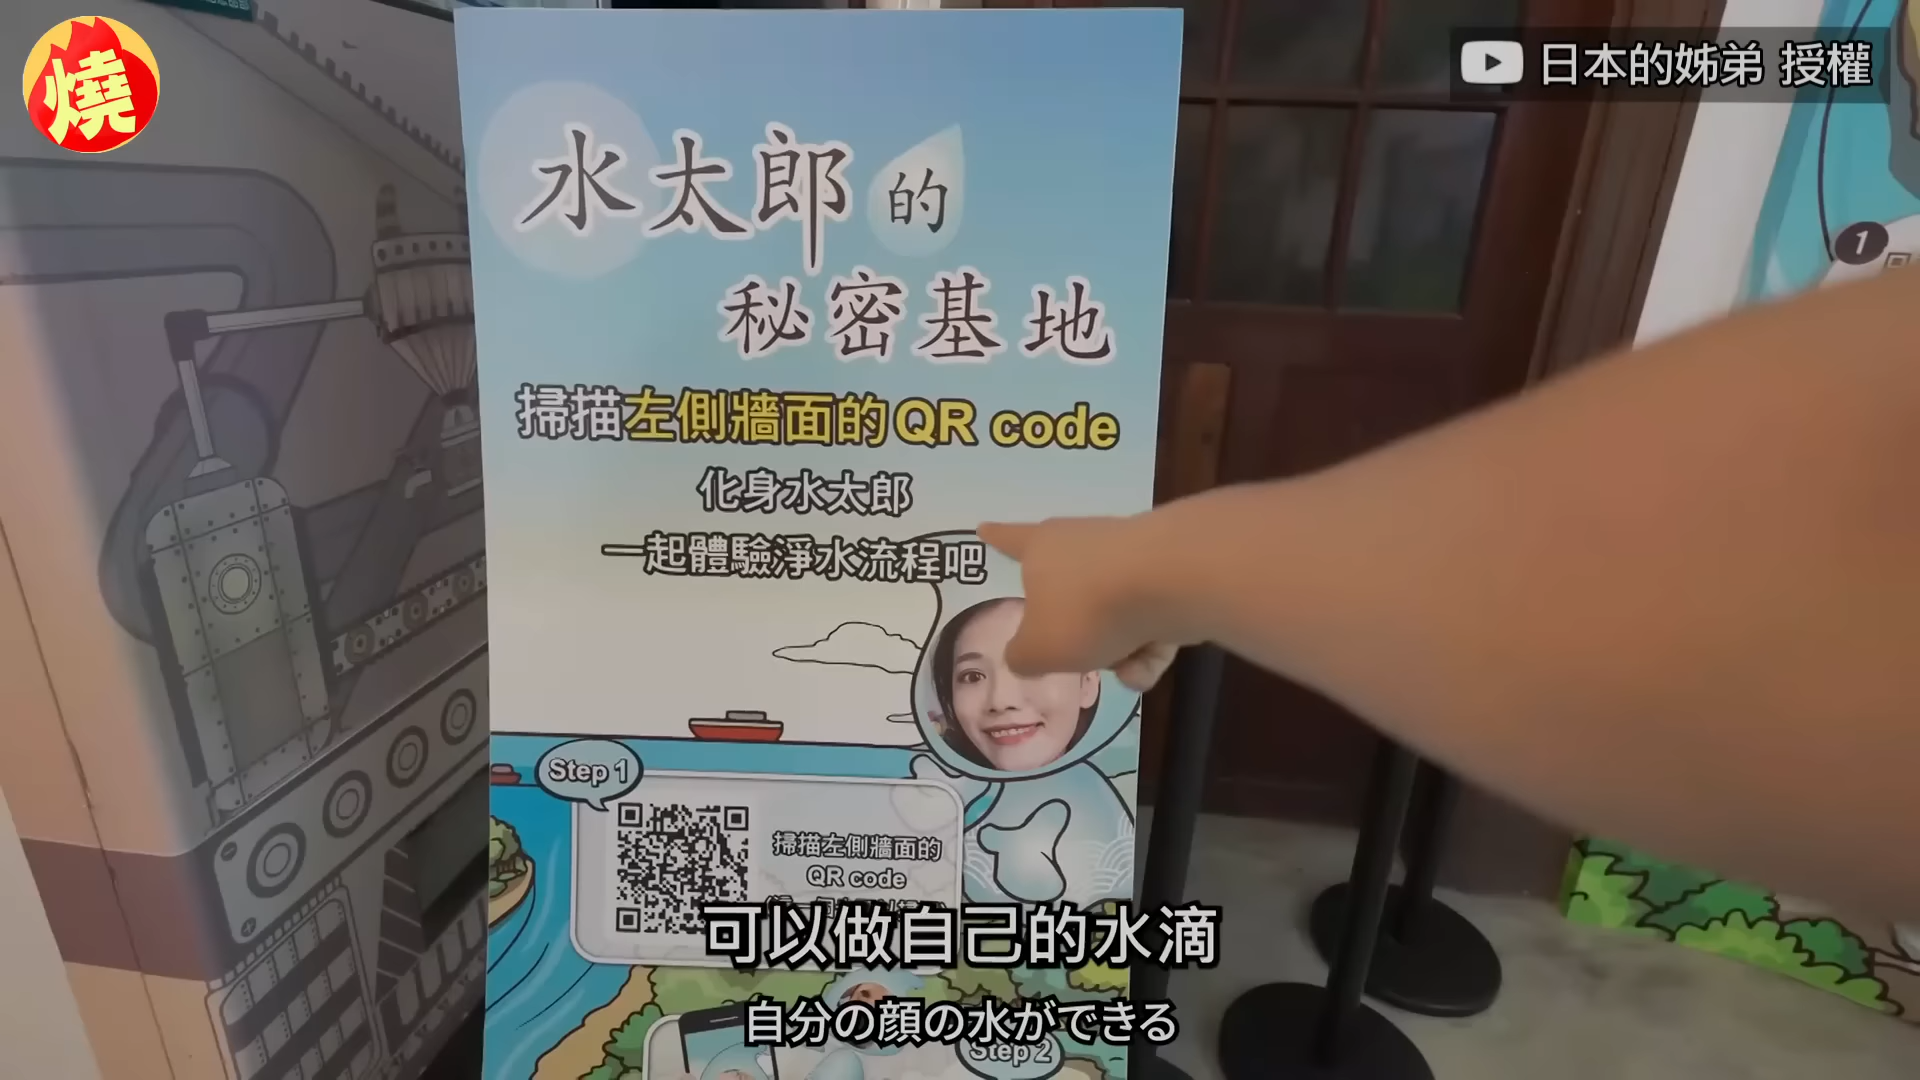 燒
日本的姊弟 授權
水太郎的
秘密基地
掃描左側牆面的QR code
化身水太郎
一起體驗淨水流程吧
1
Step 1
掃描左側牆面的
QR code
可以做自己的水滴
自分の顔の水ができる
Step 2